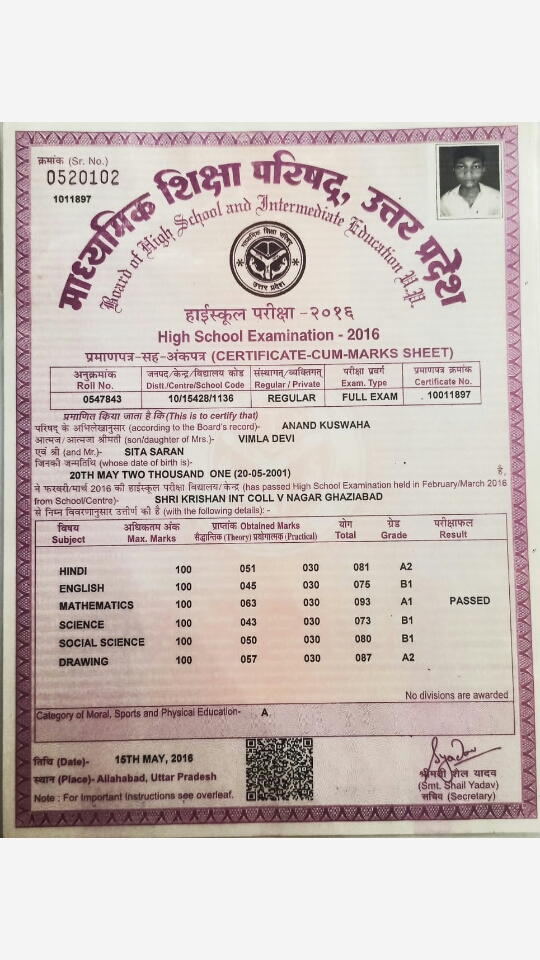 क्रमांक (Sr. No.)
0520102
1011897
माध्यमिक शिक्षा परिषद्, उत्तर प्रदेश
Board of High School and Intermediate Education U.P.
माध्यमिक शिक्षा परिषद्
उत्तर प्रदेश
हाईस्कूल परीक्षा -२०१६
High School Examination - 2016
प्रमाणपत्र-सह-अंकपत्र (CERTIFICATE-CUM-MARKS SHEET)
अनुक्रमांक जनपद/केन्द्र/विद्यालय कोड संस्थागत/व्यक्तिगत परीक्षा प्रवर्ग प्रमाणपत्र क्रमांक
Roll No. Distt./Centre/School Code Regular / Private Exam. Type Certificate No.
0547843 10/15428/1136 REGULAR FULL EXAM 10011897
प्रमाणित किया जाता है कि(This is to certify that)
परिषद् के अभिलेखानुसार (according to the Board's record)- ANAND KUSWAHA
आत्मज/आत्मजा श्रीमती (son/daughter of Mrs.)- VIMLA DEVI
एवं श्री (and Mr.)- SITA SARAN
जिनकी जन्मतिथि (whose date of birth is)-
20TH MAY TWO THOUSAND ONE (20-05-2001) है,
ने फरवरी/मार्च 2016 की हाईस्कूल परीक्षा विद्यालय/केन्द्र (has passed High School Examination held in February/March 2016
from School/Centre)- SHRI KRISHAN INT COLL V NAGAR GHAZIABAD
से निम्न विवरणानुसार उत्तीर्ण की है (with the following details): -
विषय अधिकतम अंक प्राप्तांक Obtained Marks योग ग्रेड परीक्षाफल
Subject Max. Marks सैद्धान्तिक (Theory) प्रयोगात्मक (Practical) Total Grade Result
HINDI 100 051 030 081 A2
ENGLISH 100 045 030 075 B1
MATHEMATICS 100 063 030 093 A1 PASSED
SCIENCE 100 043 030 073 B1
SOCIAL SCIENCE 100 050 030 080 B1
DRAWING 100 057 030 087 A2
No divisions are awarded
Category of Moral, Sports and Physical Education- A
तिथि (Date)- 15TH MAY, 2016
स्थान (Place)- Allahabad, Uttar Pradesh
Note : For Important Instructions see overleaf.
Syadav
श्रीमती शैल यादव
(Smt. Shail Yadav)
सचिव (Secretary)